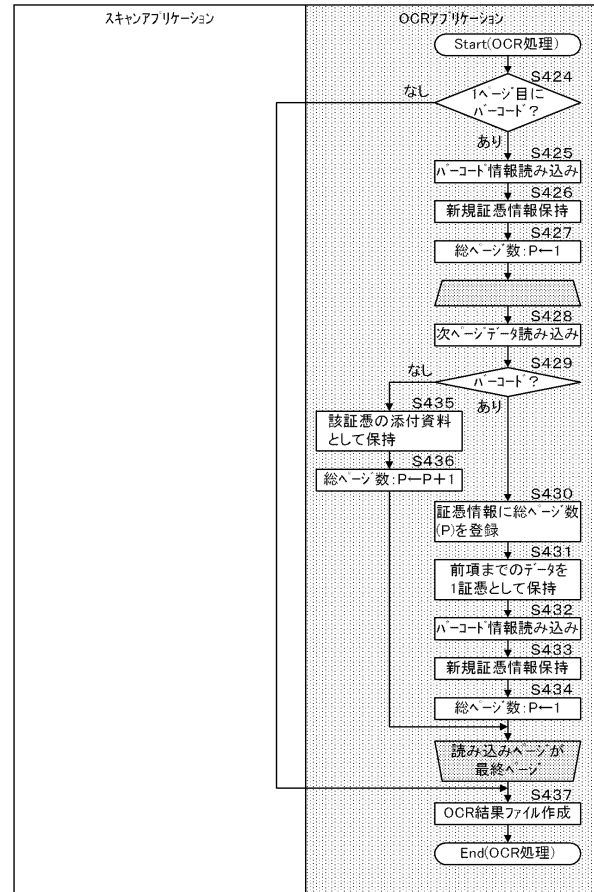 スキャンアプリケーション
OCRアプリケーション
Start(OCR処理)
S424
1ページ目に
バーコード?
なし
あり
S425
バーコード情報読み込み
S426
新規証憑情報保持
S427
総ページ数:P←1
S428
次ページデータ読み込み
S429
バーコード?
なし
あり
S435
該証憑の添付資料
として保持
S436
総ページ数:P←P+1
S430
証憑情報に総ページ数
(P)を登録
S431
前項までのデータを
1証憑として保持
S432
バーコード情報読み込み
S433
新規証憑情報保持
S434
総ページ数:P←1
読み込みページが
最終ページ
S437
OCR結果ファイル作成
End(OCR処理)